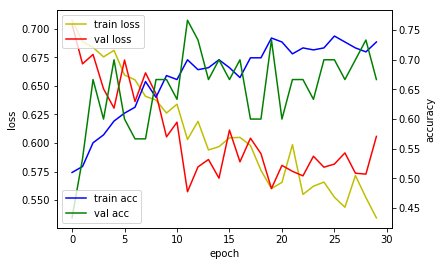 train loss
val loss
train acc
val acc
loss
0.700
0.675
0.650
0.625
0.600
0.575
0.550
accuracy
0.75
0.70
0.65
0.60
0.55
0.50
0.45
0 5 10 15 20 25 30
epoch